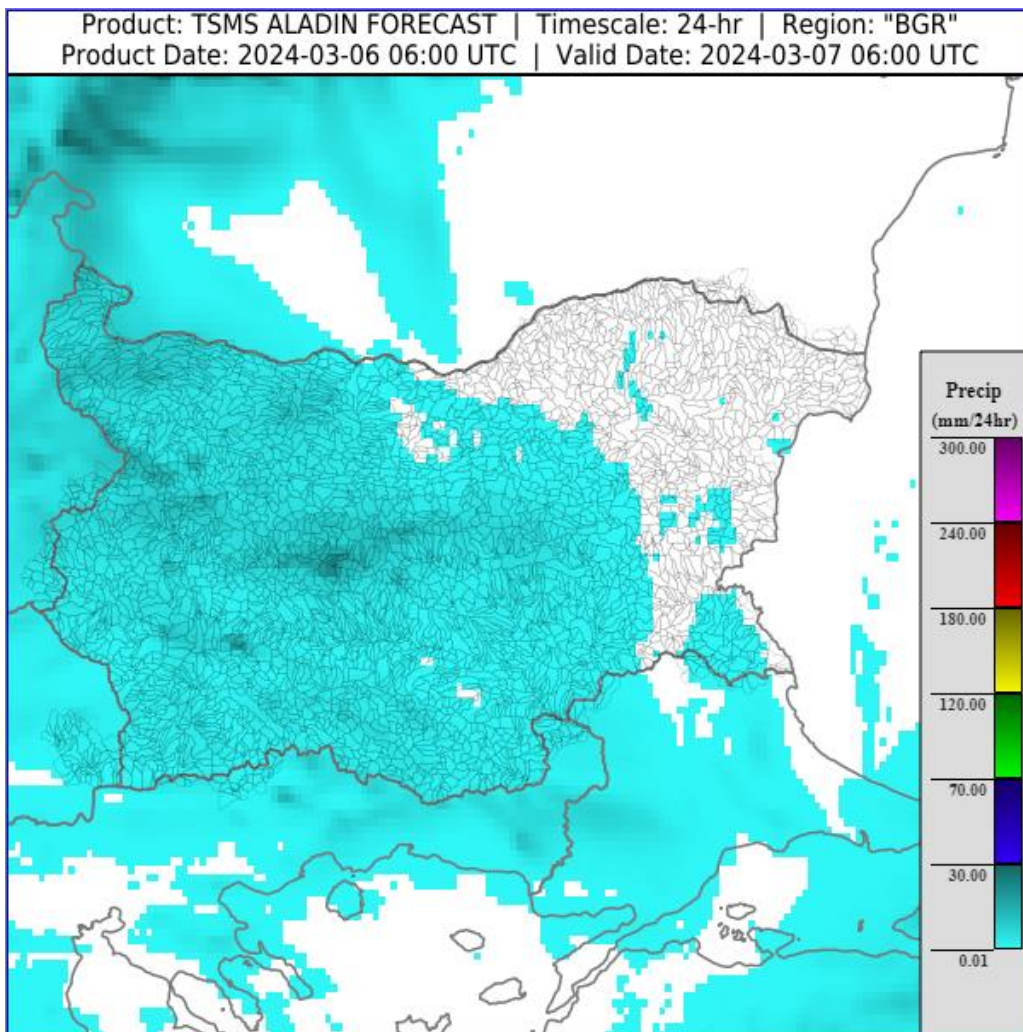 Product: TSMS ALADIN FORECAST | Timescale: 24-hr | Region: "BGR"
Product Date: 2024-03-06 06:00 UTC | Valid Date: 2024-03-07 06:00 UTC
Precip
(mm/24hr)
300.00
240.00
180.00
120.00
70.00
30.00
0.01